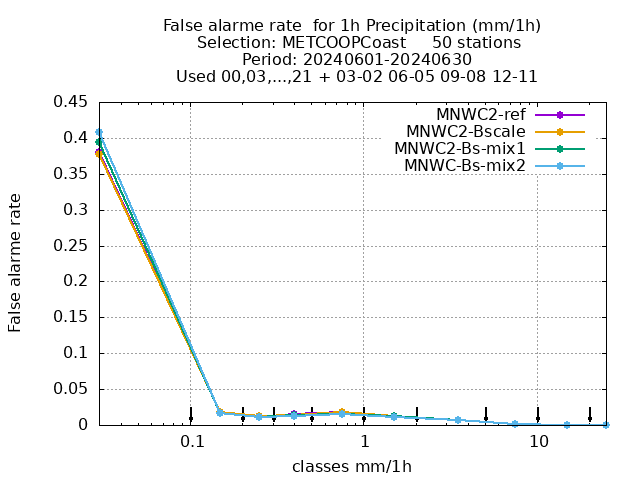 False alarme rate  for 1h Precipitation (mm/1h)
Selection: METCOOPCoast     50 stations
Period: 20240601-20240630
Used 00,03,...,21 + 03-02 06-05 09-08 12-11
MNWC2-ref
MNWC2-Bscale
MNWC2-Bs-mix1
MNWC-Bs-mix2
False alarme rate
0.45
0.4
0.35
0.3
0.25
0.2
0.15
0.1
0.05
0
0.1 1 10
classes mm/1h